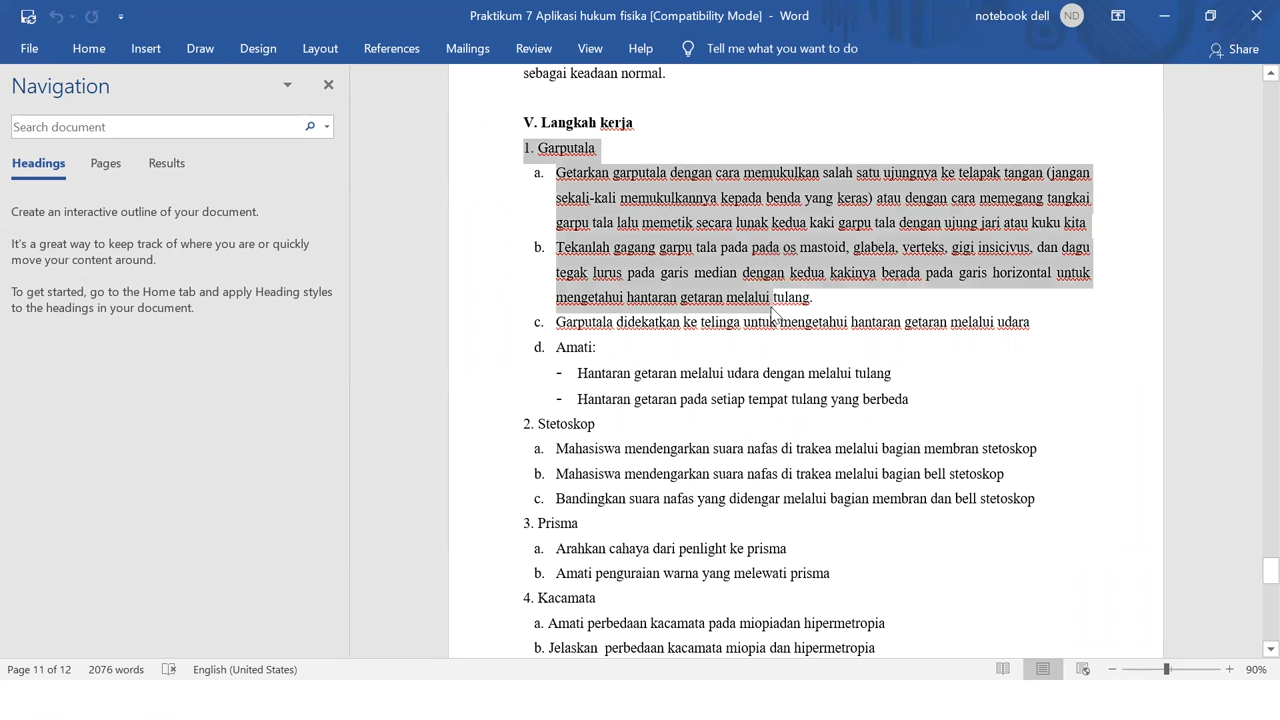 Praktikum 7 Aplikasi hukum fisika [Compatibility Mode] - Word
notebook dell
ND
File
Home
Insert
Draw
Design
Layout
References
Mailings
Review
View
Help
Tell me what you want to do
Share
Navigation
Search document
Headings
Pages
Results
Create an interactive outline of your document.
It's a great way to keep track of where you are or quickly
move your content around.
To get started, go to the Home tab and apply Heading styles
to the headings in your document.
sebagai keadaan normal.
V. Langkah kerja
1. Garputala
a. Getarkan garputala dengan cara memukulkan salah satu ujungnya ke telapak tangan (jangan
sekali-kali memukulkannya kepada benda yang keras) atau dengan cara memegang tangkai
garpu tala lalu memetik secara lunak kedua kaki garpu tala dengan ujung jari atau kuku kita
b. Tekanlah gagang garpu tala pada pada os mastoid, glabela, verteks, gigi insicivus, dan dagu
tegak lurus pada garis median dengan kedua kakinya berada pada garis horizontal untuk
mengetahui hantaran getaran melalui tulang.
c. Garputala didekatkan ke telinga untuk mengetahui hantaran getaran melalui udara
d. Amati:
- Hantaran getaran melalui udara dengan melalui tulang
- Hantaran getaran pada setiap tempat tulang yang berbeda
2. Stetoskop
a. Mahasiswa mendengarkan suara nafas di trakea melalui bagian membran stetoskop
b. Mahasiswa mendengarkan suara nafas di trakea melalui bagian bell stetoskop
c. Bandingkan suara nafas yang didengar melalui bagian membran dan bell stetoskop
3. Prisma
a. Arahkan cahaya dari penlight ke prisma
b. Amati penguraian warna yang melewati prisma
4. Kacamata
a. Amati perbedaan kacamata pada miopiadan hipermetropia
b. Jelaskan perbedaan kacamata miopia dan hipermetropia
Page 11 of 12
2076 words
English (United States)
90%